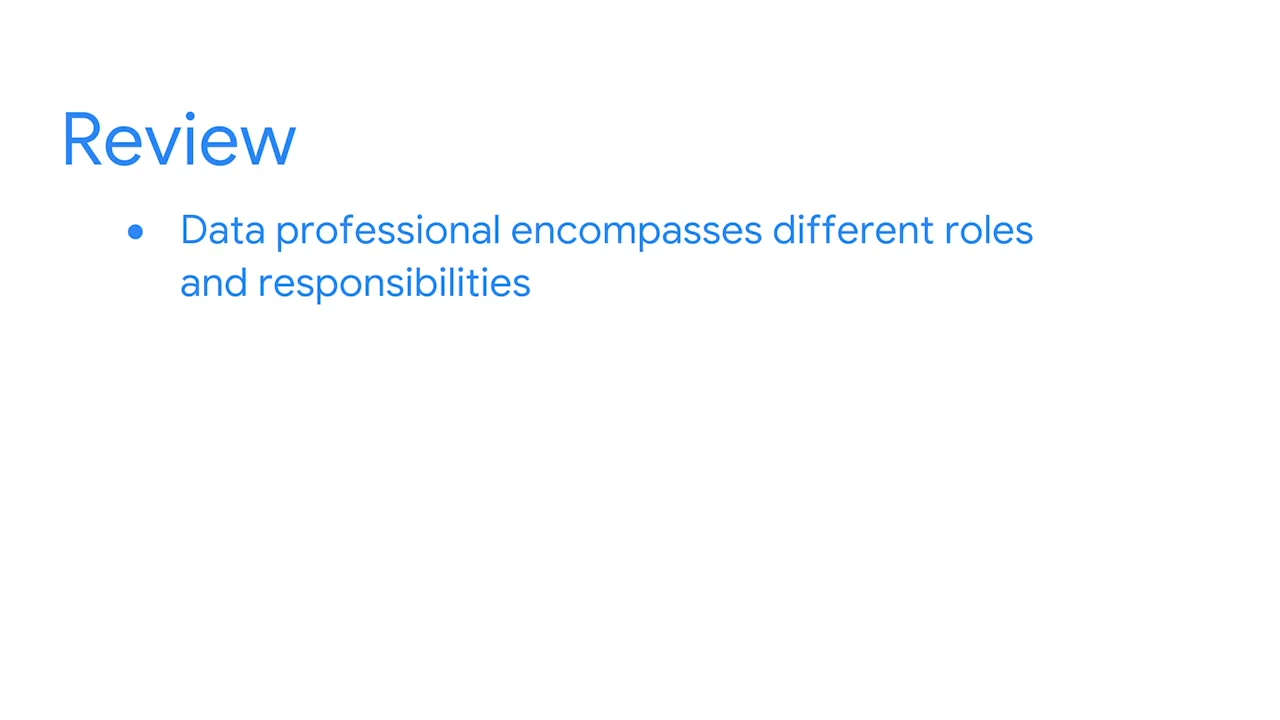 Review
● Data professional encompasses different roles
and responsibilities